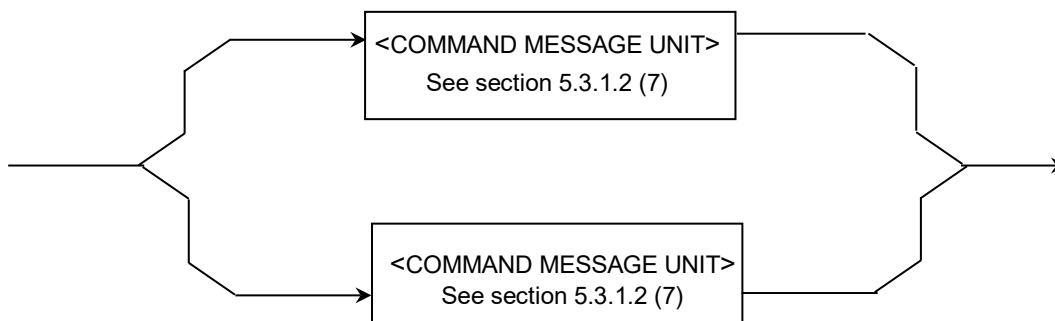 <COMMAND MESSAGE UNIT>
See section 5.3.1.2 (7)
<COMMAND MESSAGE UNIT>
See section 5.3.1.2 (7)